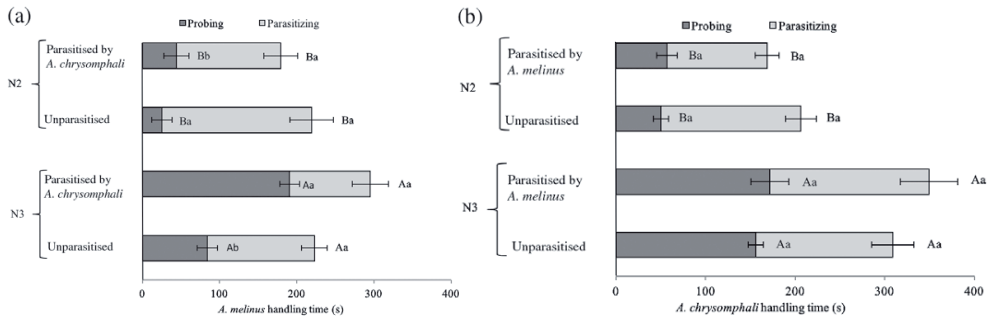 (a)
Probing Parasitizing
N2
Parasitised by
A. chrysomphali
Bb Ba
Unparasitised
Ba Ba
N3
Parasitised by
A. chrysomphali
Aa Aa
Unparasitised
Ab Aa
0 100 200 300 400
A. melinus handling time (s)
(b)
Probing Parasitizing
N2
Parasitised by
A. melinus
Ba Ba
Unparasitised
Ba Ba
N3
Parasitised by
A. melinus
Aa Aa
Unparasitised
Aa Aa
0 100 200 300 400
A. chrysomphali handling time (s)